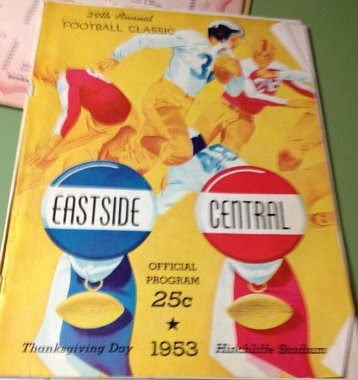 29th Annual
FOOTBALL CLASSIC
3
EASTSIDE
CENTRAL
OFFICIAL
PROGRAM
25c
Thanksgiving Day
1953
Hinchliffe Stadium